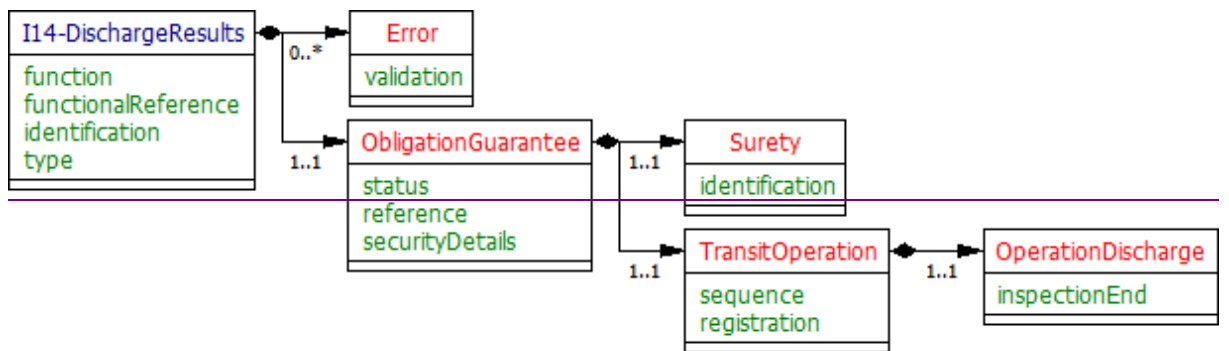 I14-DischargeResults
function
functionalReference
identification
type
0..*
Error
validation
1..1
ObligationGuarantee
status
reference
securityDetails
1..1
Surety
identification
1..1
TransitOperation
sequence
registration
1..1
OperationDischarge
inspectionEnd